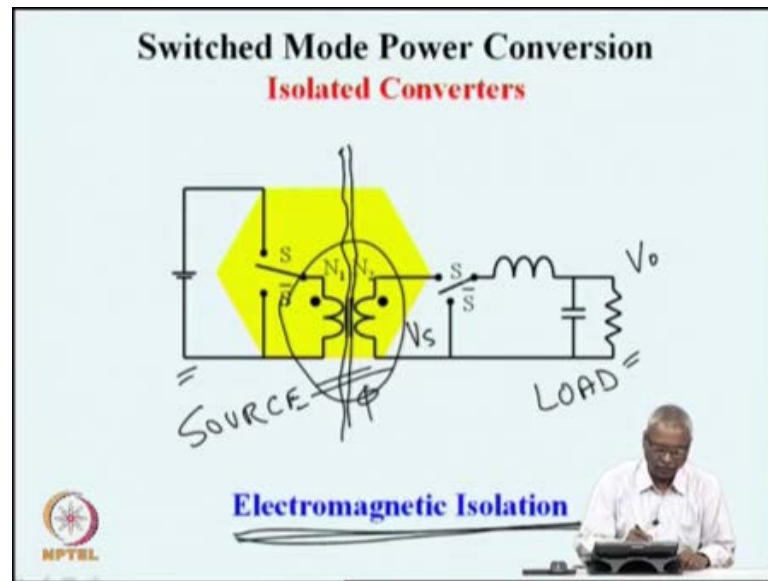 Switched Mode Power Conversion
Isolated Converters
S
S̅
N₁ N₂
S
S̅
Vs
Vo
SOURCE
ϕ
LOAD
Electromagnetic Isolation
NPTEL